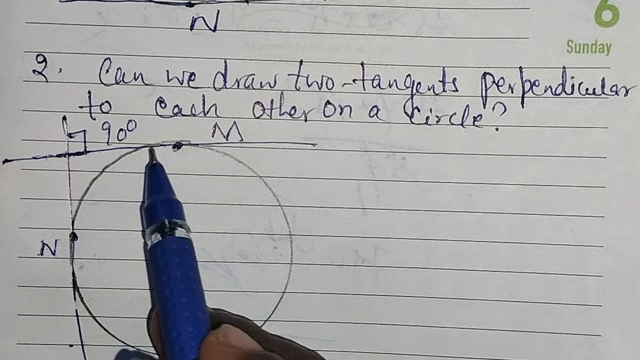 N
6
Sunday
2. Can we draw two tangents perpendicular
to each other on a circle?
90° M
N